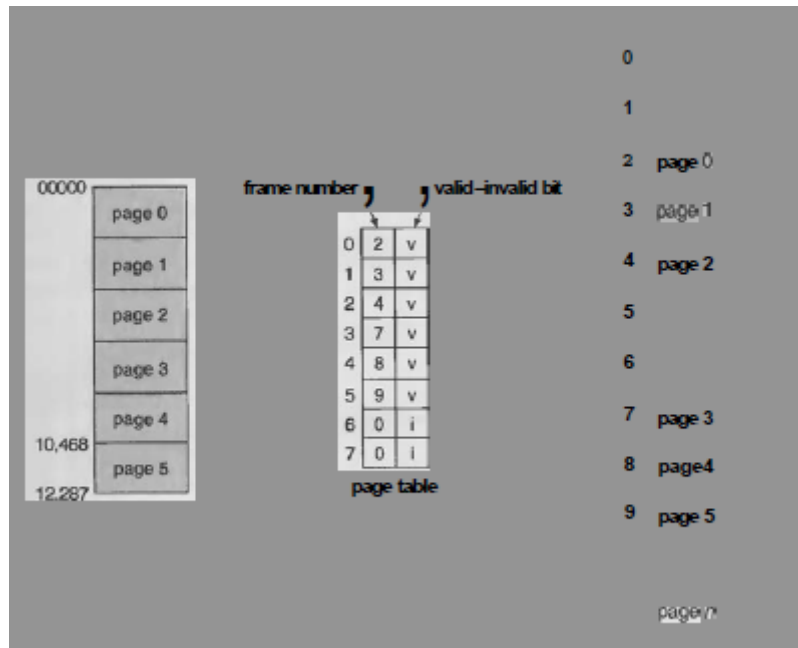 00000
page 0
page 1
page 2
page 3
page 4
10,468
page 5
12,287
frame number
valid–invalid bit
0 2 v
1 3 v
2 4 v
3 7 v
4 8 v
5 9 v
6 0 i
7 0 i
page table
0
1
2 page 0
3 page 1
4 page 2
5
6
7 page 3
8 page4
9 page 5
page n